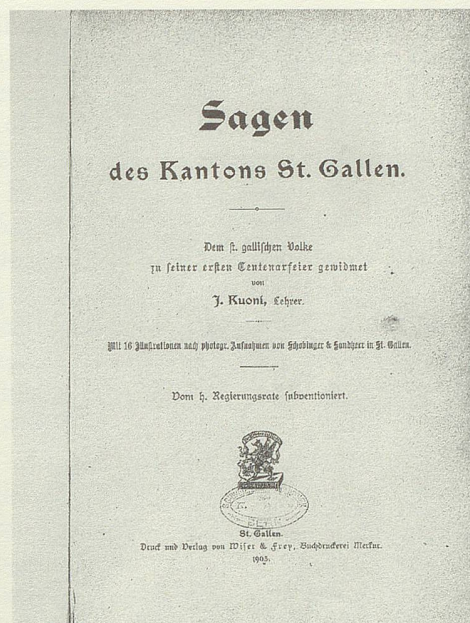 Sagen
des Kantons St. Gallen.
Dem st. gallischen Volke
zu seiner ersten Centenarfeier gewidmet
von
J. Kuoni, Lehrer.
Mit 16 Illustrationen nach photogr. Aufnahmen von Schobinger & Sandherr in St. Gallen.
Vom h. Regierungsrate subventioniert.
St. Gallen.
Druck und Verlag von Wiser & Frey, Buchdruckerei Merkur.
1903.